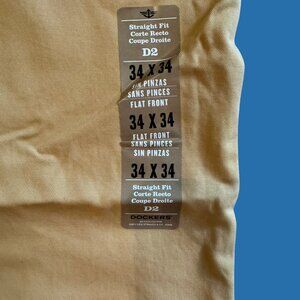 Straight Fit
Corte Recto
Coupe Droite
D2
34 X 34
SIN PINZAS
SANS PINCES
FLAT FRONT
34 X 34
FLAT FRONT
SANS PINCES
SIN PINZAS
34 X 34
Straight Fit
Corte Recto
Coupe Droite
D2
DOCKERS